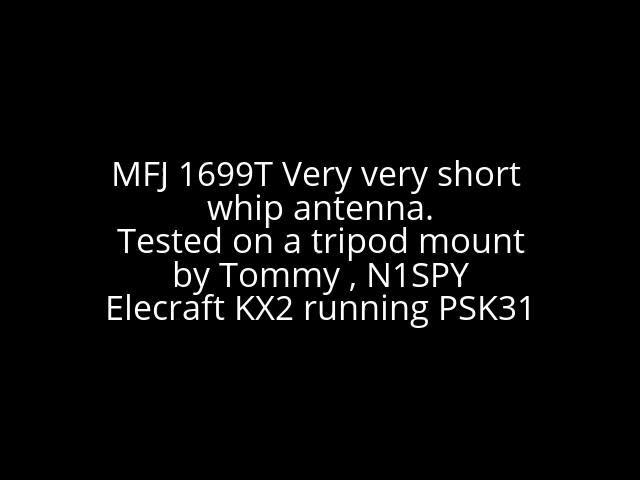 MFJ 1699T Very very short
whip antenna.
Tested on a tripod mount
by Tommy , N1SPY
Elecraft KX2 running PSK31